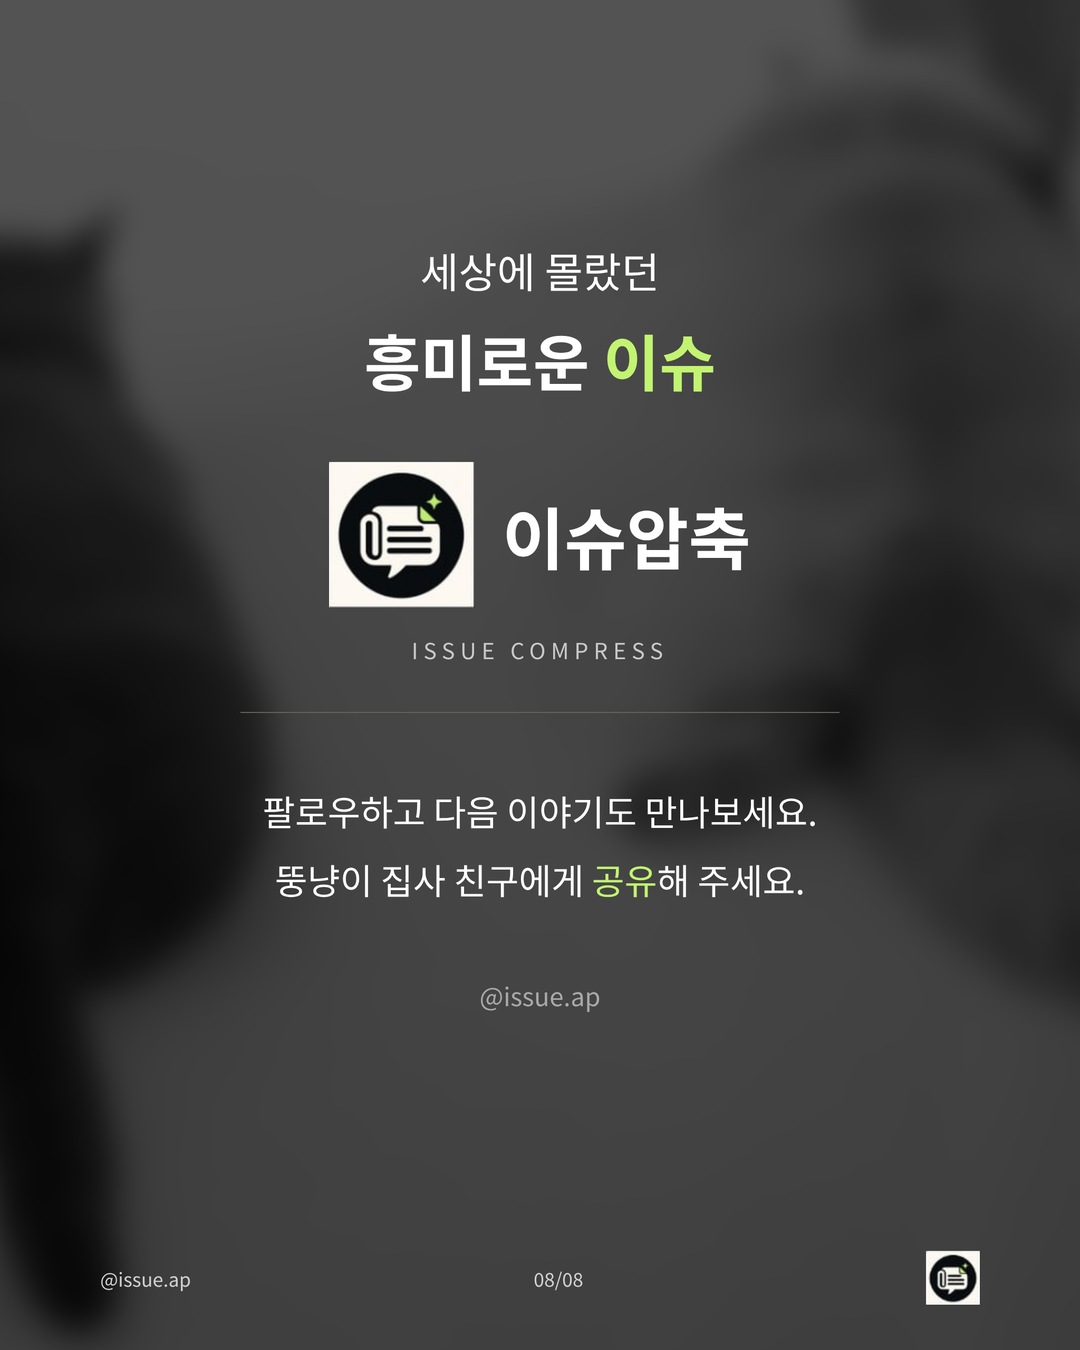 세상에 몰랐던
흥미로운 이슈
이슈압축
ISSUE COMPRESS
팔로우하고 다음 이야기도 만나보세요.
뚱냥이 집사 친구에게 공유해 주세요.
@issue.ap
@issue.ap
08/08